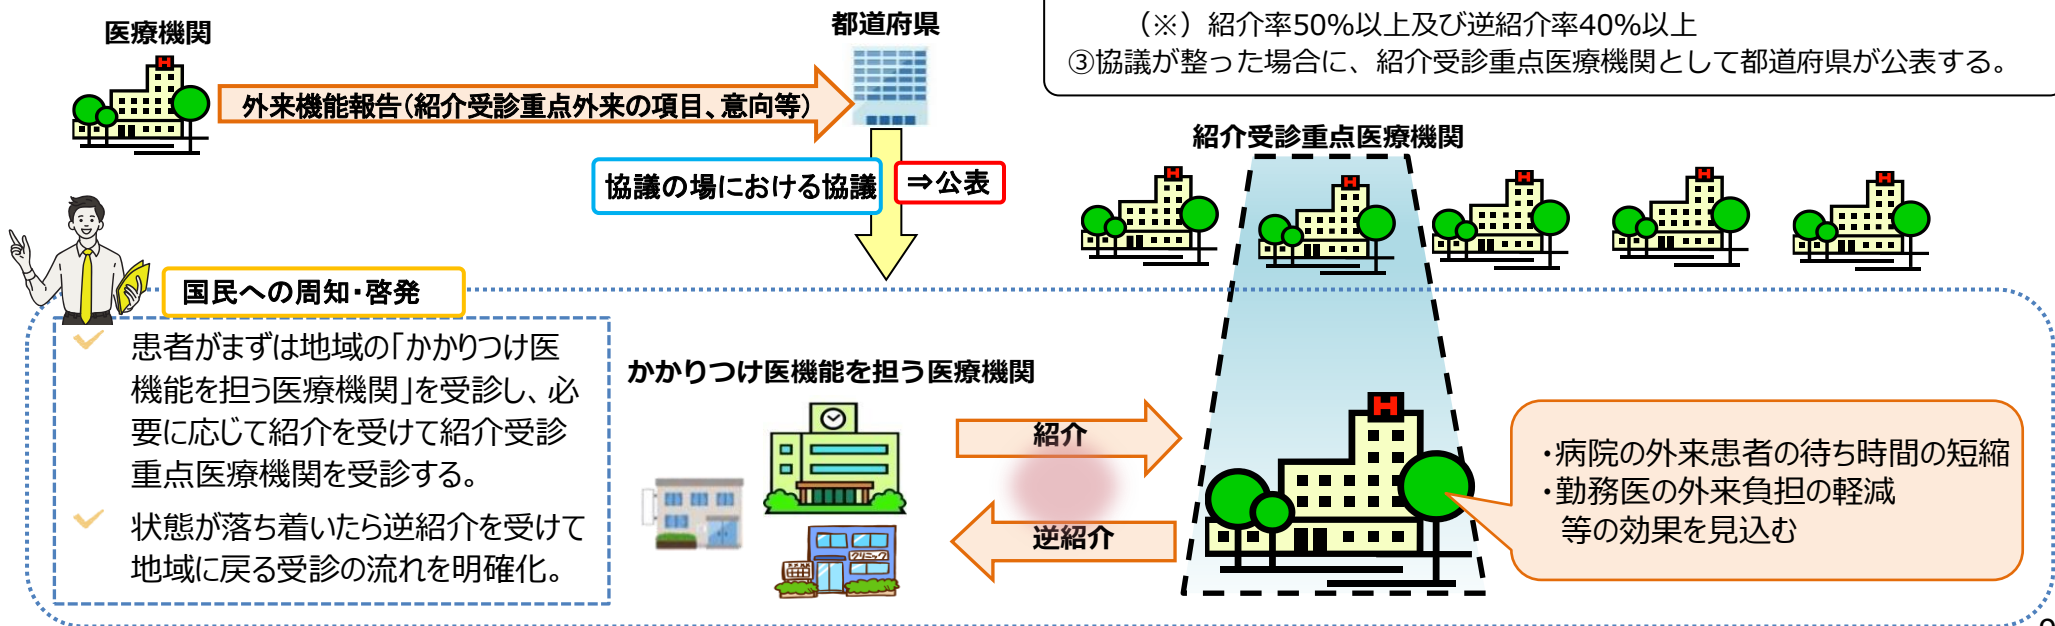 （※）紹介率50%以上及び逆紹介率40%以上
③協議が整った場合に、紹介受診重点医療機関として都道府県が公表する。
医療機関
都道府県
外来機能報告（紹介受診重点外来の項目、意向等）
協議の場における協議
⇒公表
紹介受診重点医療機関
国民への周知・啓発
患者がまずは地域の「かかりつけ医
機能を担う医療機関」を受診し、必
要に応じて紹介を受けて紹介受診
重点医療機関を受診する。
状態が落ち着いたら逆紹介を受けて
地域に戻る受診の流れを明確化。
かかりつけ医機能を担う医療機関
クリニック
紹介
逆紹介
・病院の外来患者の待ち時間の短縮
・勤務医の外来負担の軽減
等の効果を見込む